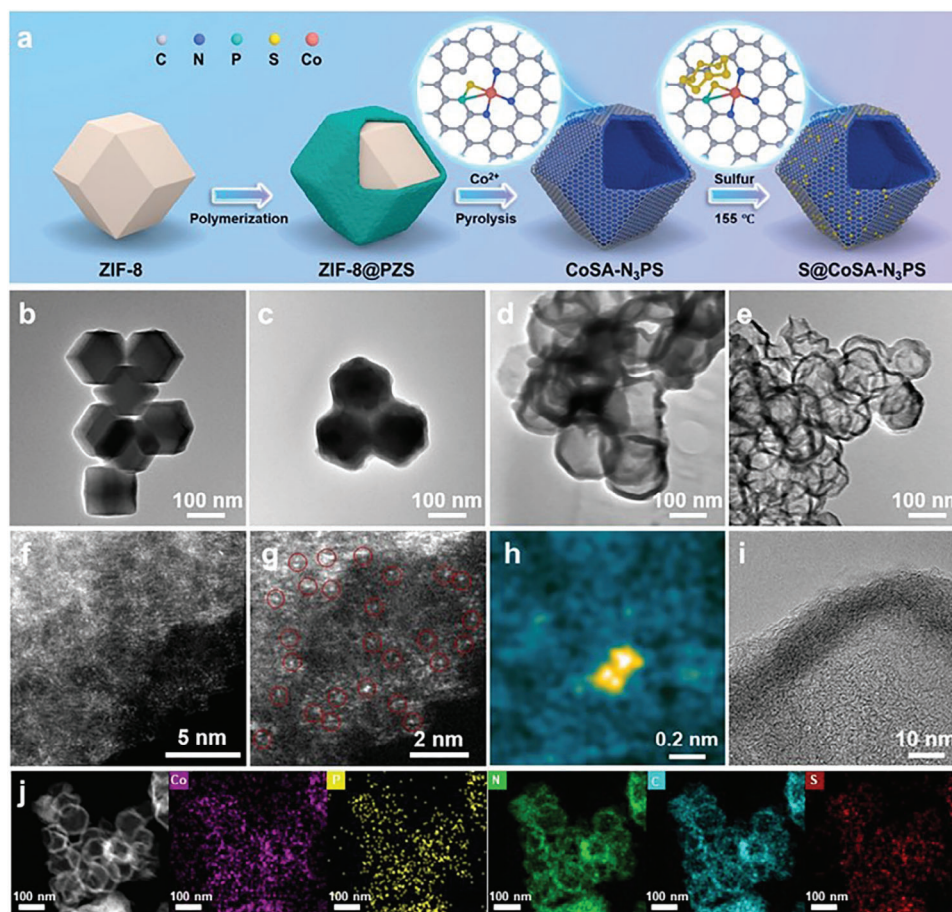 a
C N P S Co
Co²⁺
Sulfur
Polymerization
Pyrolysis
155 ℃
ZIF-8
ZIF-8@PZS
CoSA-N₃PS
S@CoSA-N₃PS
b
100 nm
c
100 nm
d
100 nm
e
100 nm
f
5 nm
g
2 nm
h
0.2 nm
i
10 nm
j
Co
P
N
C
S
100 nm
100 nm
100 nm
100 nm
100 nm
100 nm